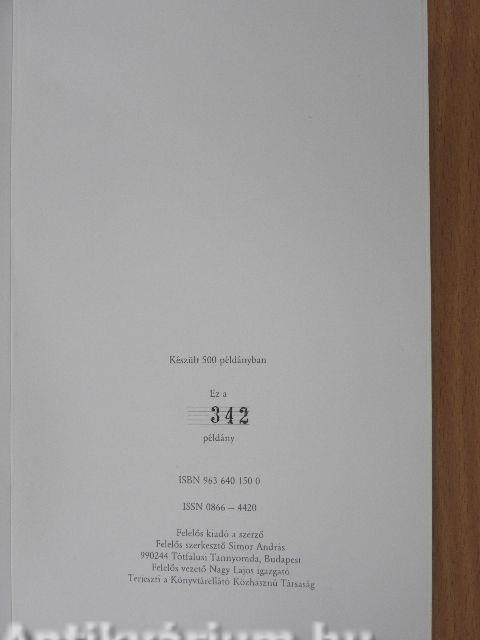 Készült 500 példányban
Ez a
342
példány
ISBN 963 640 150 0
ISSN 0866 – 4420
Felelős kiadó a szerző
Felelős szerkesztő Simor András
990244 Tótfalusi Tannyomda, Budapest
Felelős vezető Nagy Lajos igazgató
Terjeszti a Könyvtárellátó Közhasznú Társaság
Antikvárium.hu